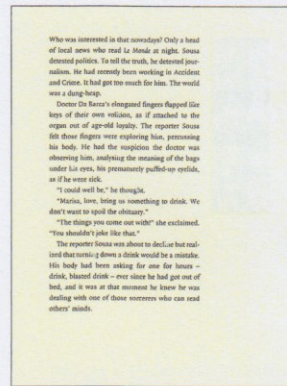 Who was interested in that nowadays? Only a head
of local news who read Le Monde at night. Sousa
detested politics. To tell the truth, he detested jour-
nalism. He had recently been working in Accident
and Crime. It had got too much for him. The world
was a dung-heap.
Doctor Da Barca's elongated fingers flapped like
keys of their own volition, as if attached to the
organ out of age-old loyalty. The reporter Sousa
felt those fingers were exploring him, percussing
his body. He had the suspicion the doctor was
observing him, analysing the meaning of the bags
under his eyes, his prematurely puffed-up eyelids,
as if he were sick.
"I could well be," he thought.
"Marisa, love, bring us something to drink. We
don't want to spoil the obituary."
"The things you come out with!" she exclaimed.
"You shouldn't joke like that."
The reporter Sousa was about to decline but real-
ized that turning down a drink would be a mistake.
His body had been asking for one for hours –
drink, blasted drink – ever since he had got out of
bed, and it was at that moment he knew he was
dealing with one of those sorcerers who can read
others' minds.